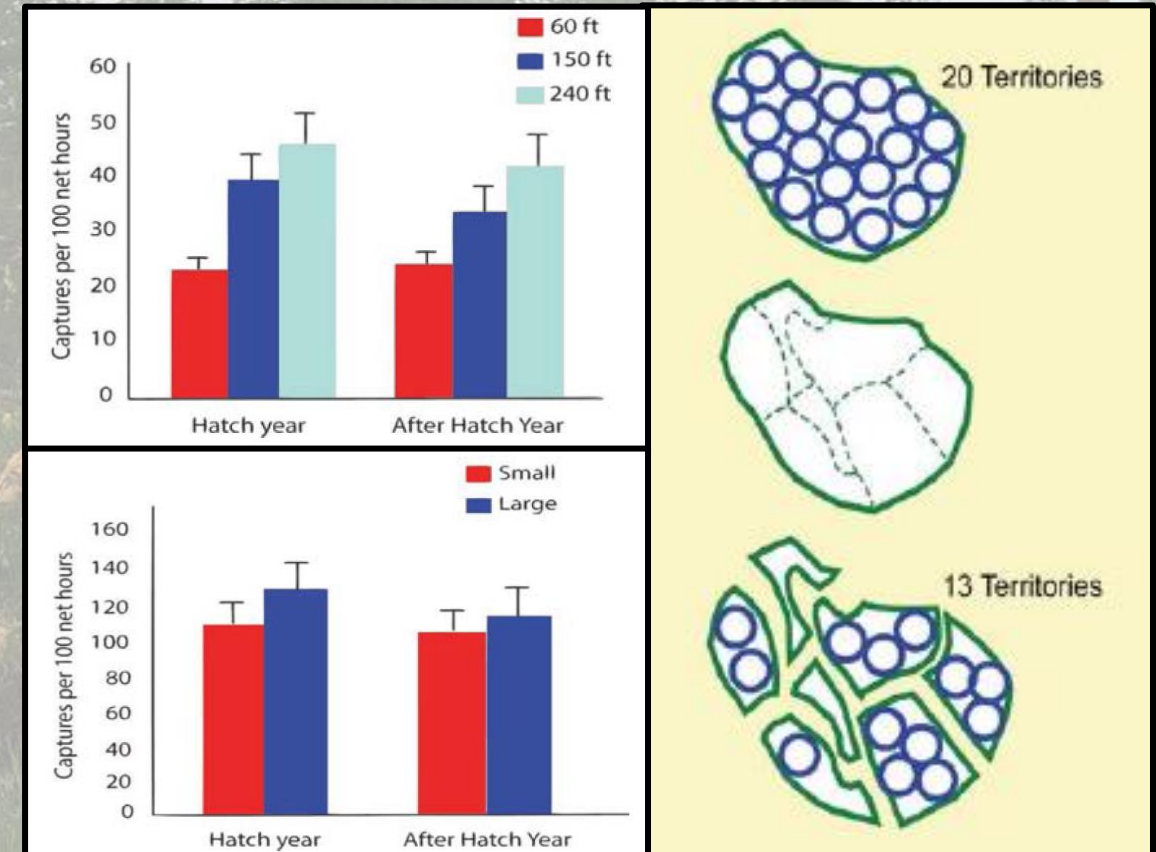 60 ft
150 ft
240 ft
Captures per 100 net hours
60
50
40
30
20
10
0
Hatch year After Hatch Year
Small
Large
Captures per 100 net hours
160
140
120
100
80
60
40
20
0
Hatch year After Hatch Year
20 Territories
13 Territories